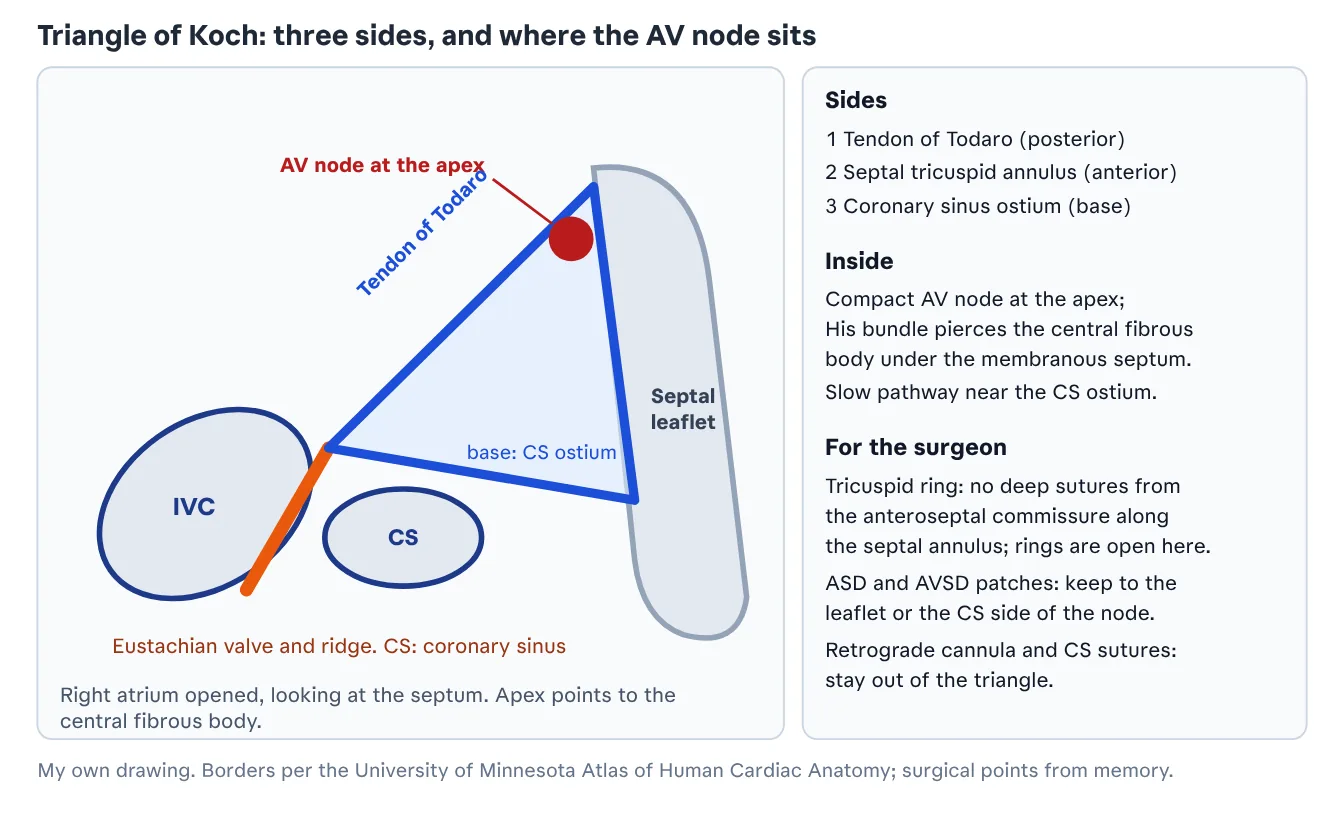 Triangle of Koch: three sides, and where the AV node sits
AV node at the apex
Tendon of Todaro
Septal
leaflet
base: CS ostium
IVC
CS
Eustachian valve and ridge. CS: coronary sinus
Right atrium opened, looking at the septum. Apex points to the
central fibrous body.
Sides
1 Tendon of Todaro (posterior)
2 Septal tricuspid annulus (anterior)
3 Coronary sinus ostium (base)
Inside
Compact AV node at the apex;
His bundle pierces the central fibrous
body under the membranous septum.
Slow pathway near the CS ostium.
For the surgeon
Tricuspid ring: no deep sutures from
the anteroseptal commissure along
the septal annulus; rings are open here.
ASD and AVSD patches: keep to the
leaflet or the CS side of the node.
Retrograde cannula and CS sutures:
stay out of the triangle.
My own drawing. Borders per the University of Minnesota Atlas of Human Cardiac Anatomy; surgical points from memory.